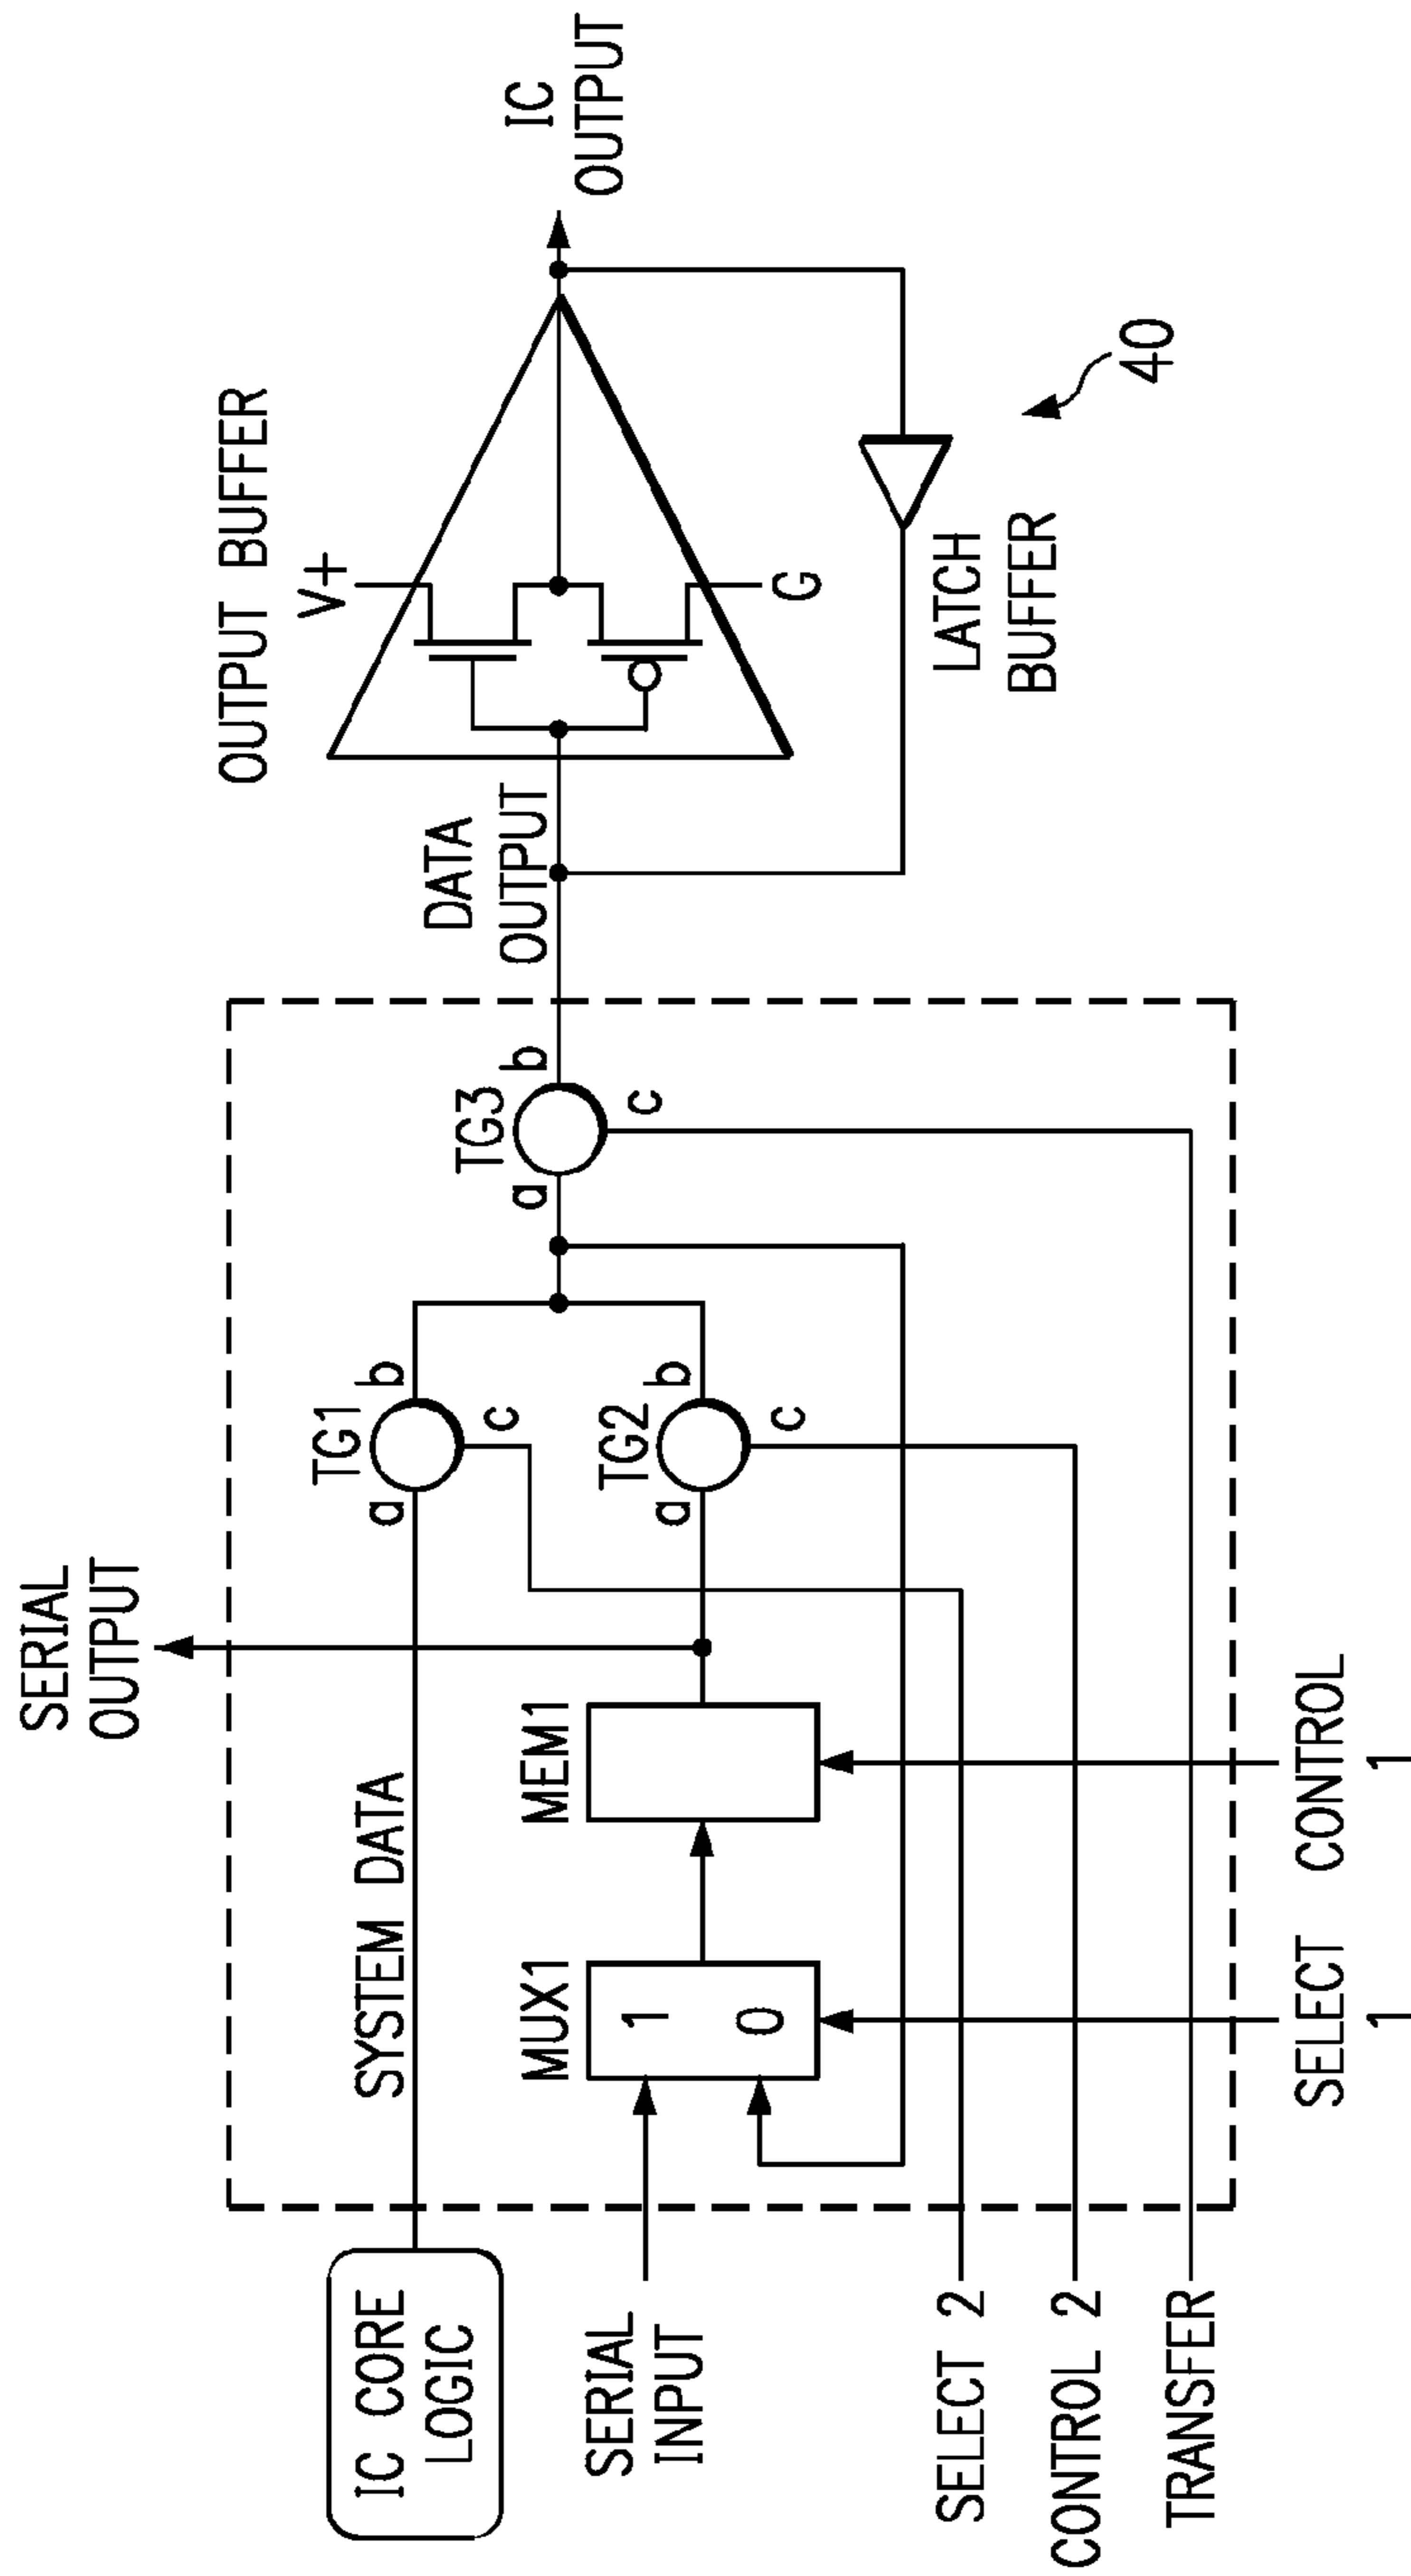 SERIAL
OUTPUT
OUTPUT BUFFER
V+
IC CORE
LOGIC
SYSTEM DATA
TG1
a
b
c
DATA
OUTPUT
IC
OUTPUT
TG3
a
b
c
MUX1
1
0
MEM1
TG2
a
b
c
SERIAL
INPUT
G
LATCH
BUFFER
40
SELECT 2
CONTROL 2
TRANSFER
SELECT
1
CONTROL
1